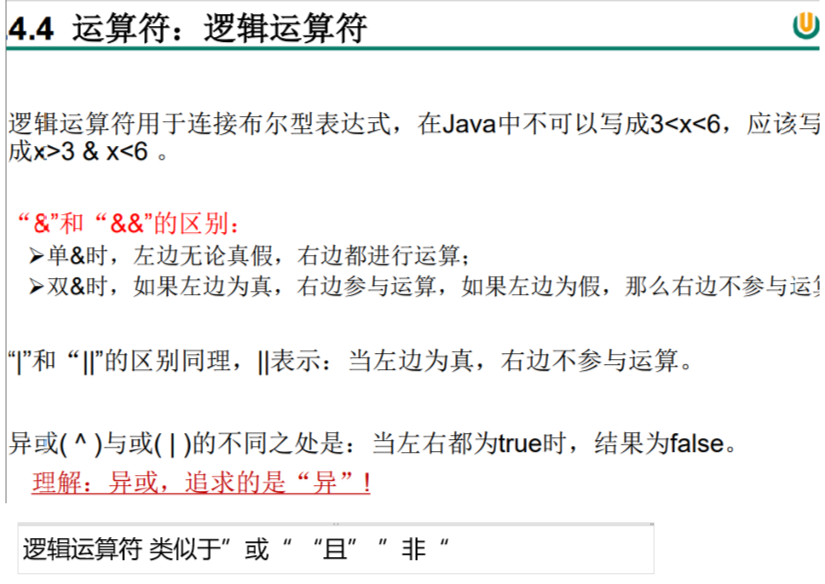 4.4 运算符：逻辑运算符
逻辑运算符用于连接布尔型表达式，在Java中不可以写成3<x<6，应该写
成x>3 & x<6 。
“&”和“&&”的区别：
➢单&时，左边无论真假，右边都进行运算；
➢双&时，如果左边为真，右边参与运算，如果左边为假，那么右边不参与运
“|”和“||”的区别同理，||表示：当左边为真，右边不参与运算。
异或( ^ )与或( | )的不同之处是：当左右都为true时，结果为false。
理解：异或，追求的是“异”!
逻辑运算符 类似于”或“ “且” ”非“